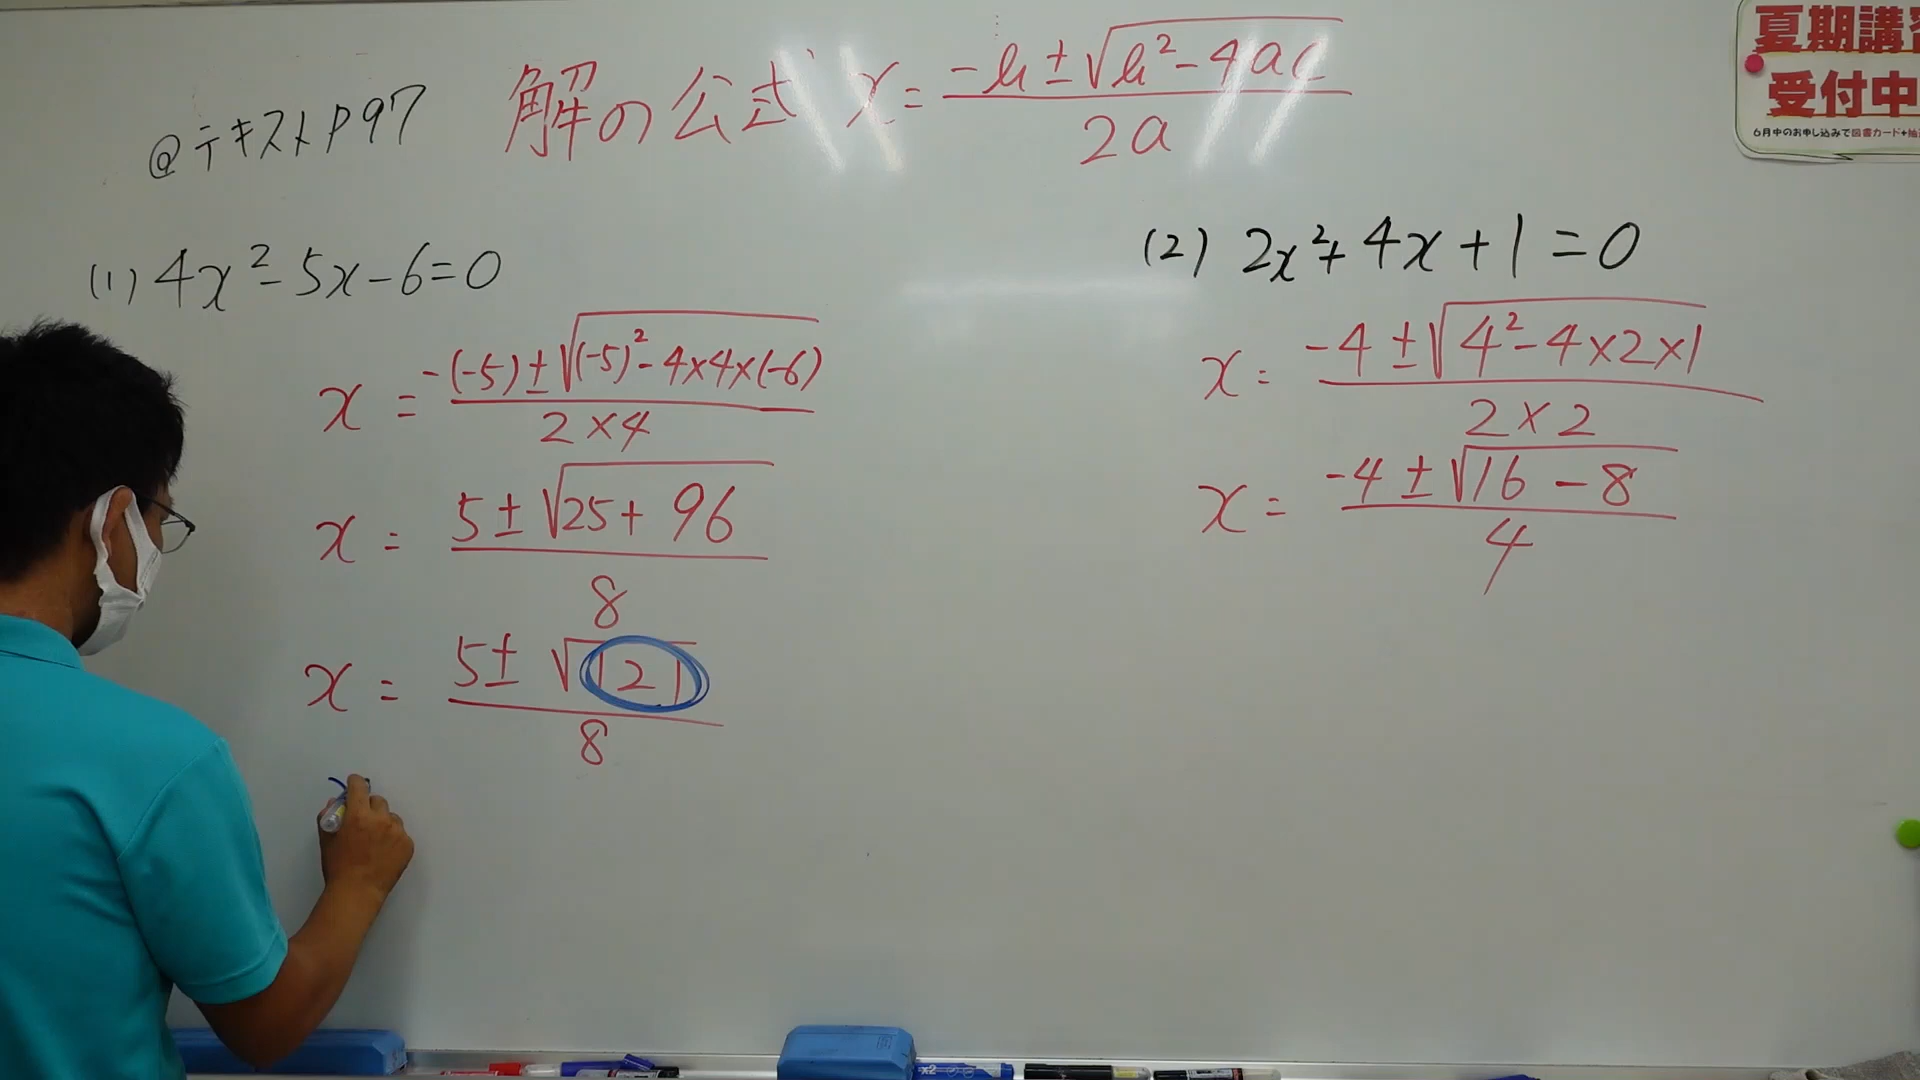 @テキストP97
解の公式 x = (-b ± √(b² - 4ac)) / 2a
夏期講習
受付中
6月中のお申し込みで図書カード+抽
(1) 4x² - 5x - 6 = 0
x = (-(-5) ± √((-5)² - 4×4×(-6))) / (2×4)
x = (5 ± √(25 + 96)) / 8
x = (5 ± √121) / 8
(2) 2x² + 4x + 1 = 0
x = (-4 ± √(4² - 4×2×1)) / (2×2)
x = (-4 ± √(16 - 8)) / 4
x2